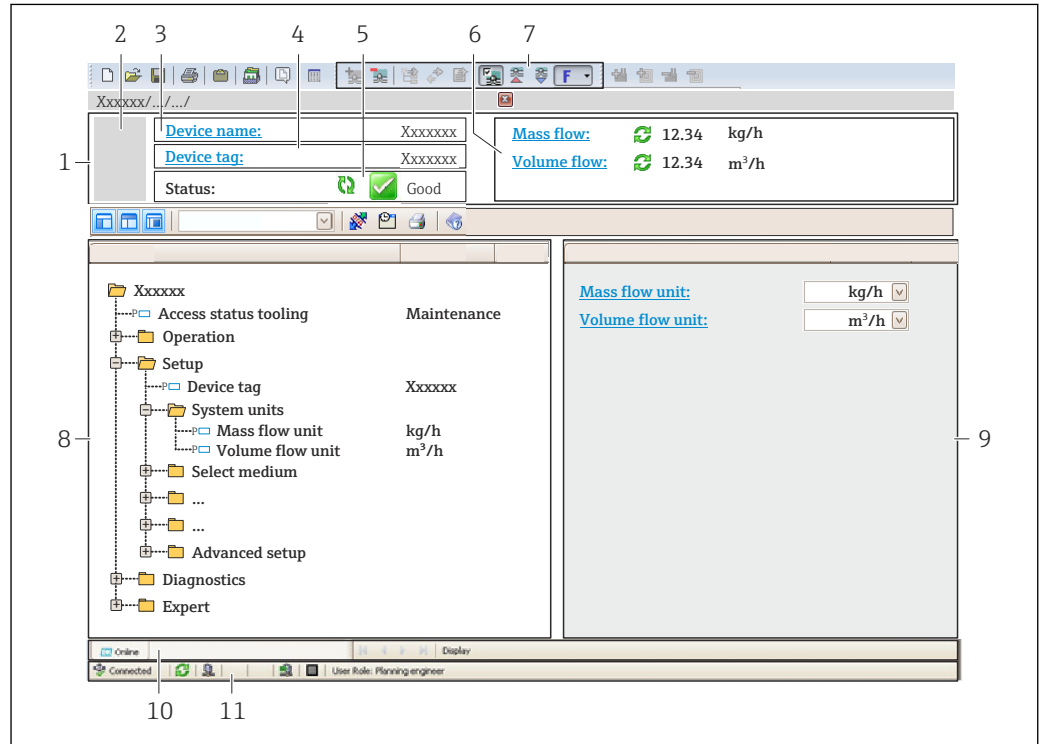 2 3 4 5 6 7
F
Xxxxxx/.../.../
1
Device name: Xxxxxxx
Device tag: Xxxxxxx
Status: Good
Mass flow: 12.34 kg/h
Volume flow: 12.34 m³/h
Xxxxxx
P Access status tooling Maintenance
Operation
Setup
P Device tag Xxxxxx
System units
P Mass flow unit kg/h
P Volume flow unit m³/h
Select medium
...
...
Advanced setup
Diagnostics
Expert
8
Mass flow unit: kg/h
Volume flow unit: m³/h
9
Online Display
Connected User Role: Planning engineer
10 11